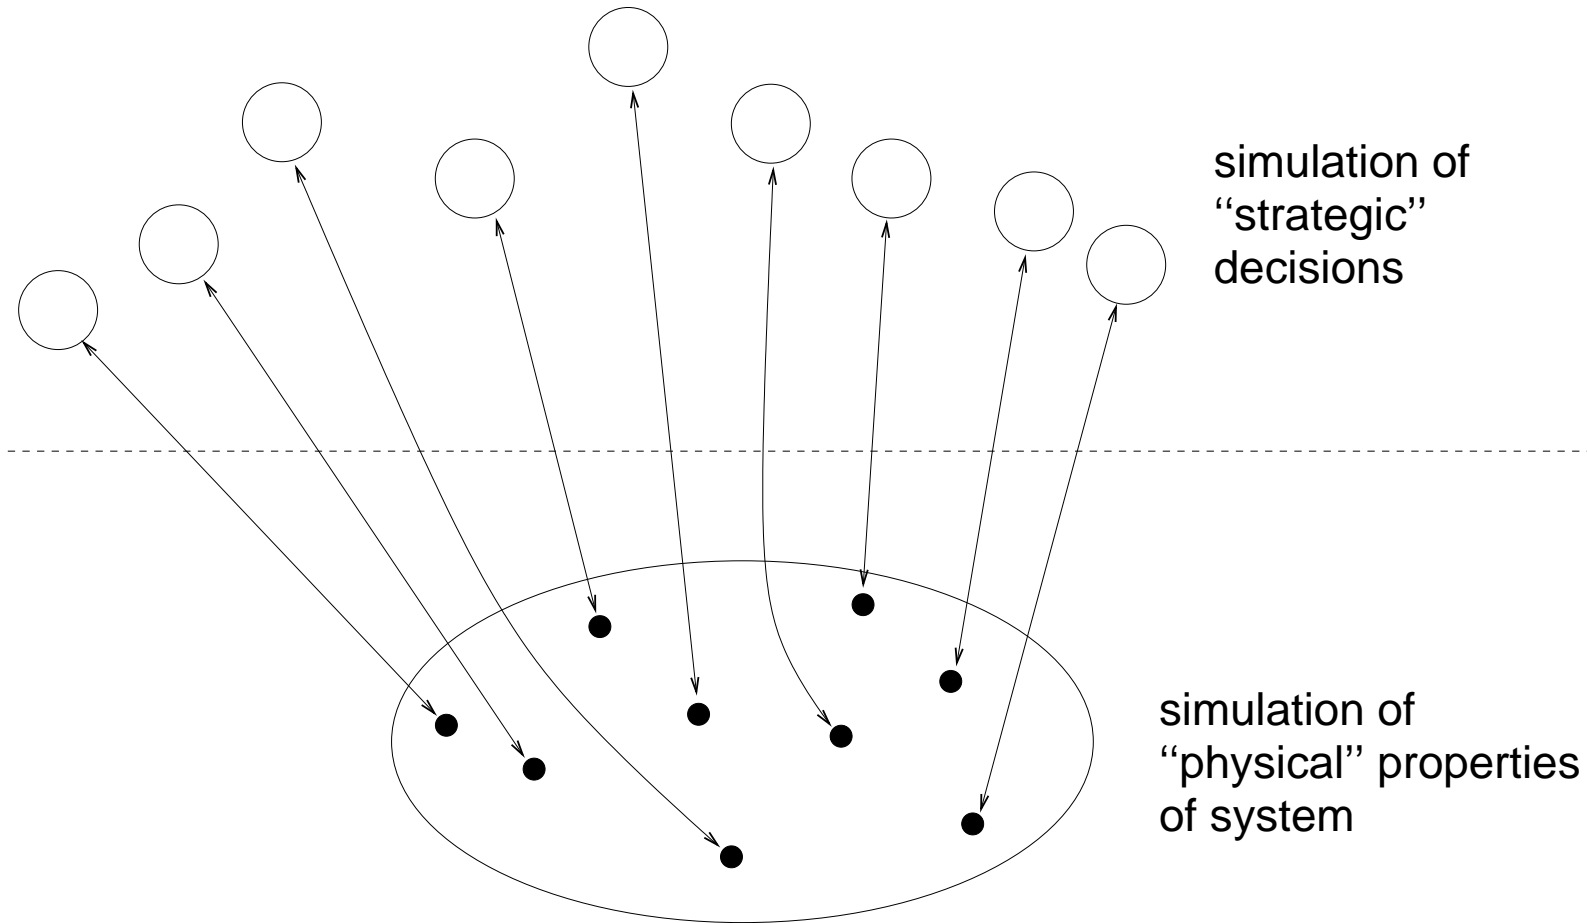 simulation of
‘‘strategic’’
decisions
simulation of
‘‘physical’’ properties
of system